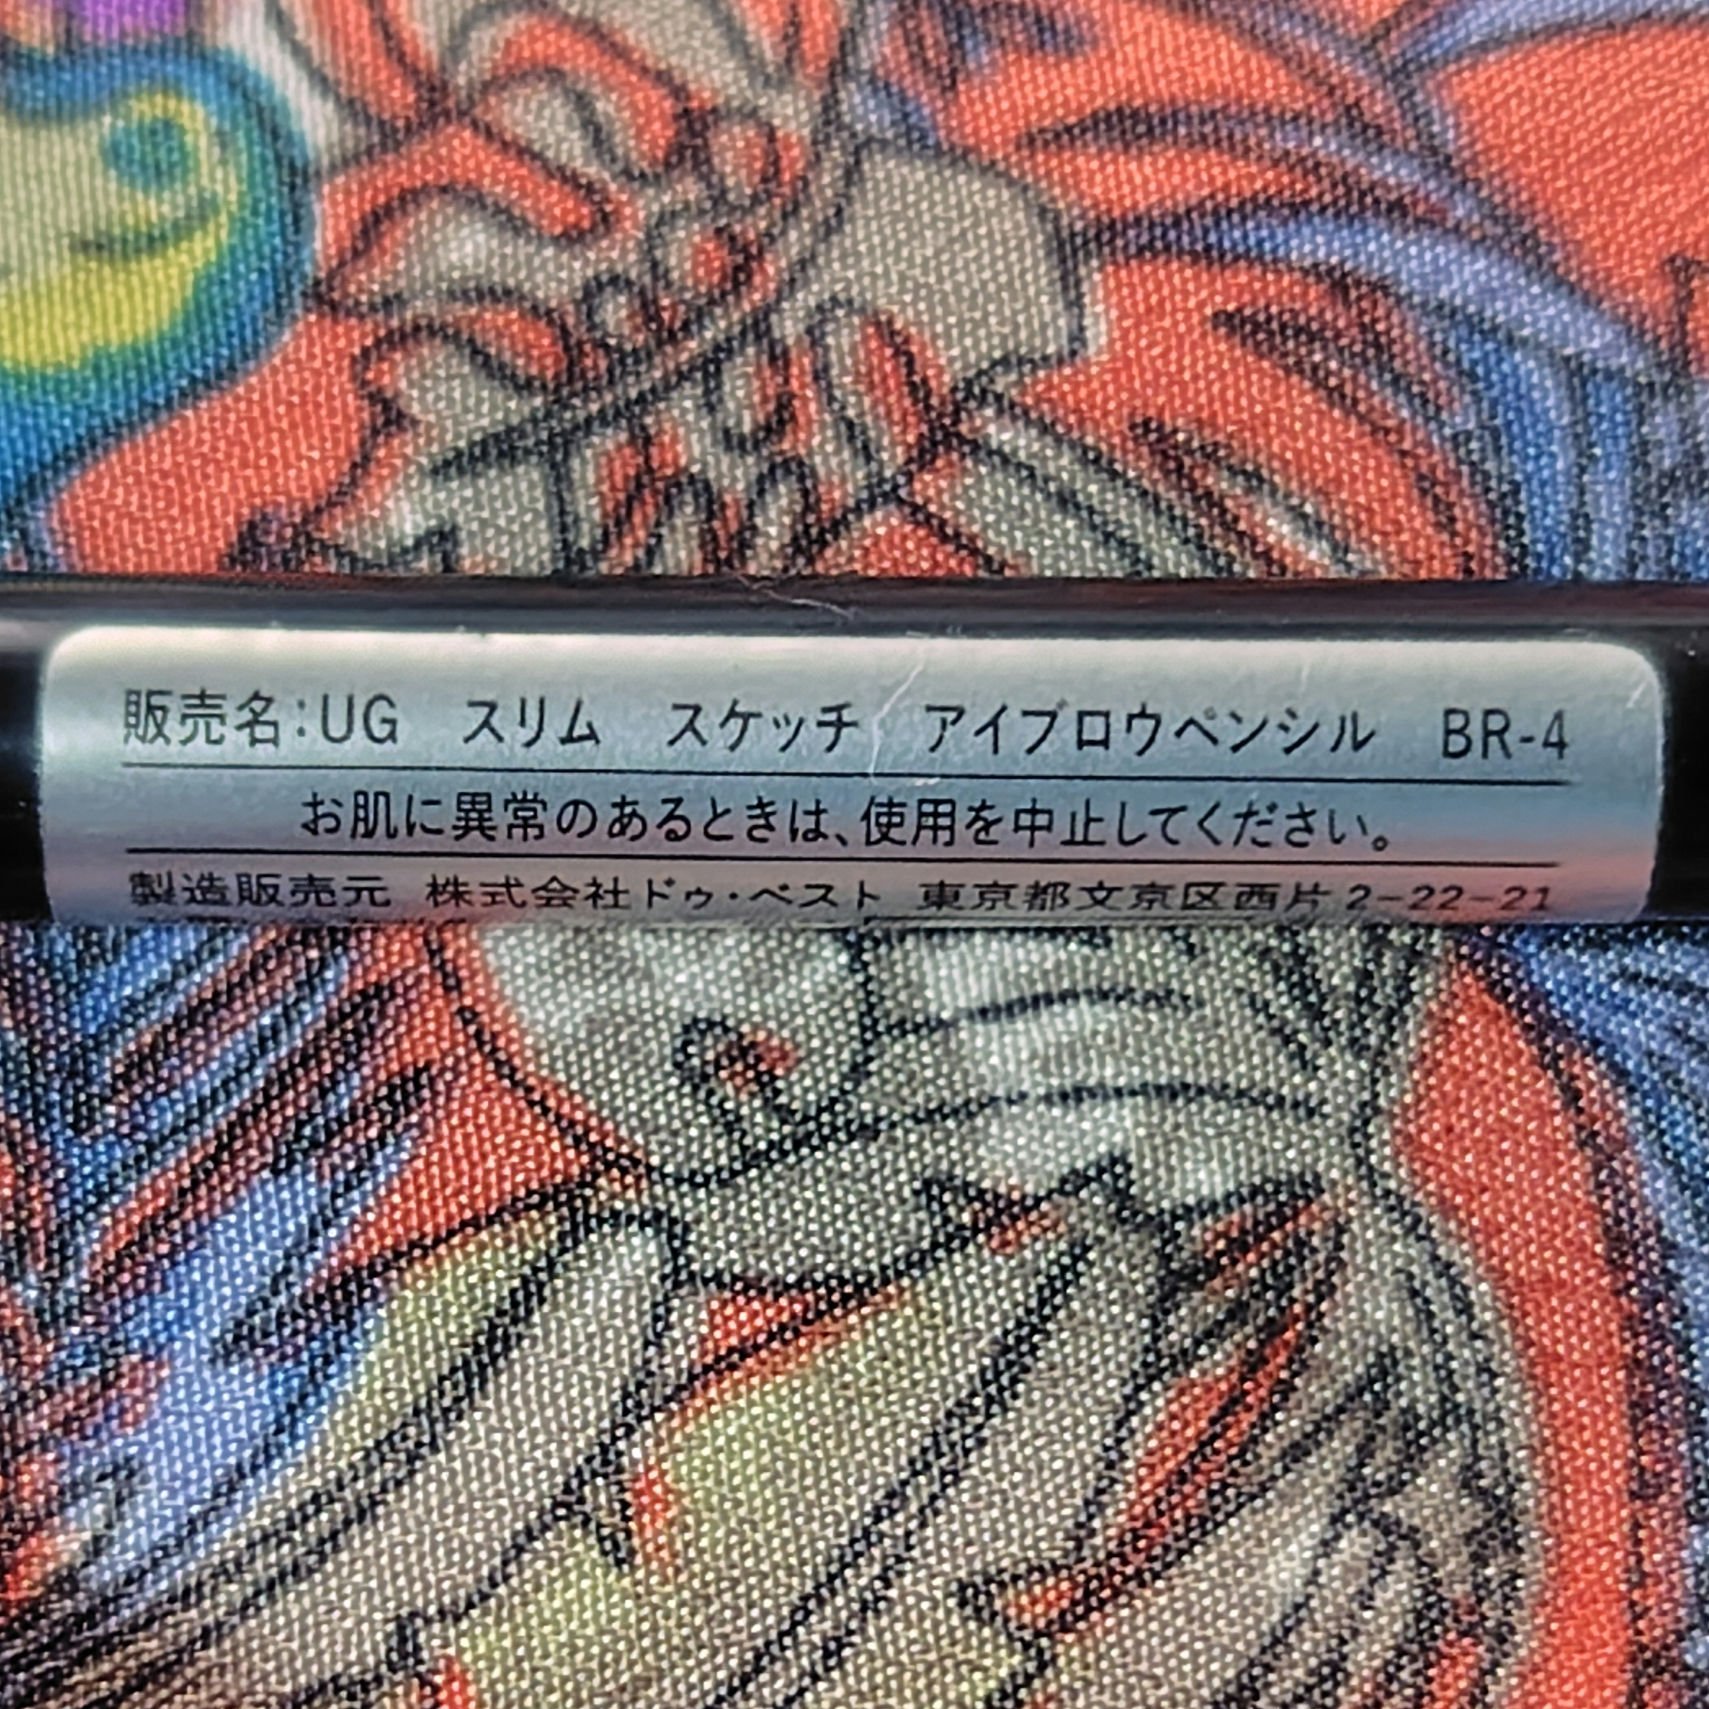 販売名:UG スリム スケッチ アイブロウペンシル BR-4
お肌に異常のあるときは、使用を中止してください。
製造販売元 株式会社ドゥ・ベスト 東京都文京区西片2-22-21